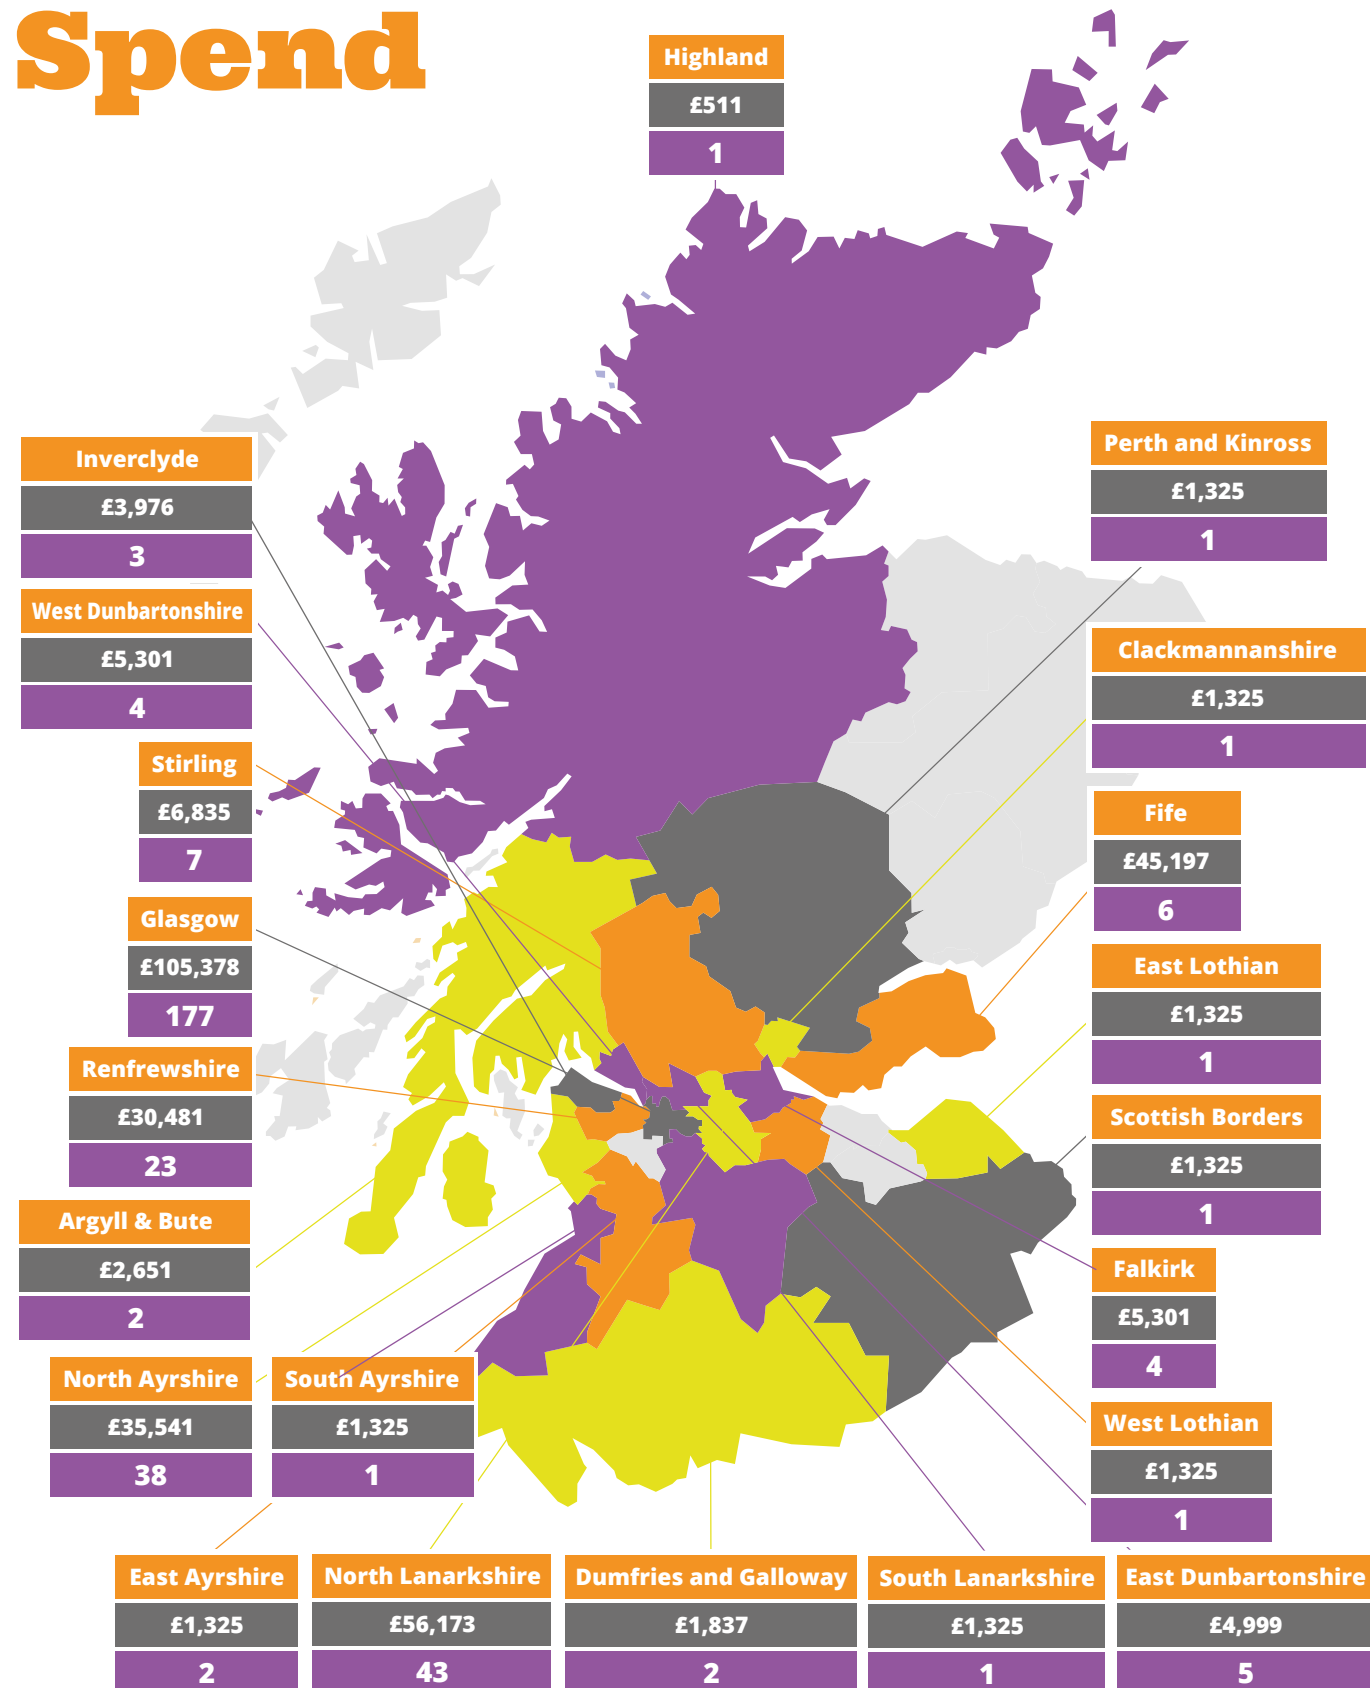 Spend
Highland
£511
1
Inverclyde
£3,976
3
West Dunbartonshire
£5,301
4
Stirling
£6,835
7
Glasgow
£105,378
177
Renfrewshire
£30,481
23
Argyll & Bute
£2,651
2
North Ayrshire
£35,541
38
South Ayrshire
£1,325
1
Perth and Kinross
£1,325
1
Clackmannanshire
£1,325
1
Fife
£45,197
6
East Lothian
£1,325
1
Scottish Borders
£1,325
1
Falkirk
£5,301
4
West Lothian
£1,325
1
East Ayrshire
£1,325
2
North Lanarkshire
£56,173
43
Dumfries and Galloway
£1,837
2
South Lanarkshire
£1,325
1
East Dunbartonshire
£4,999
5